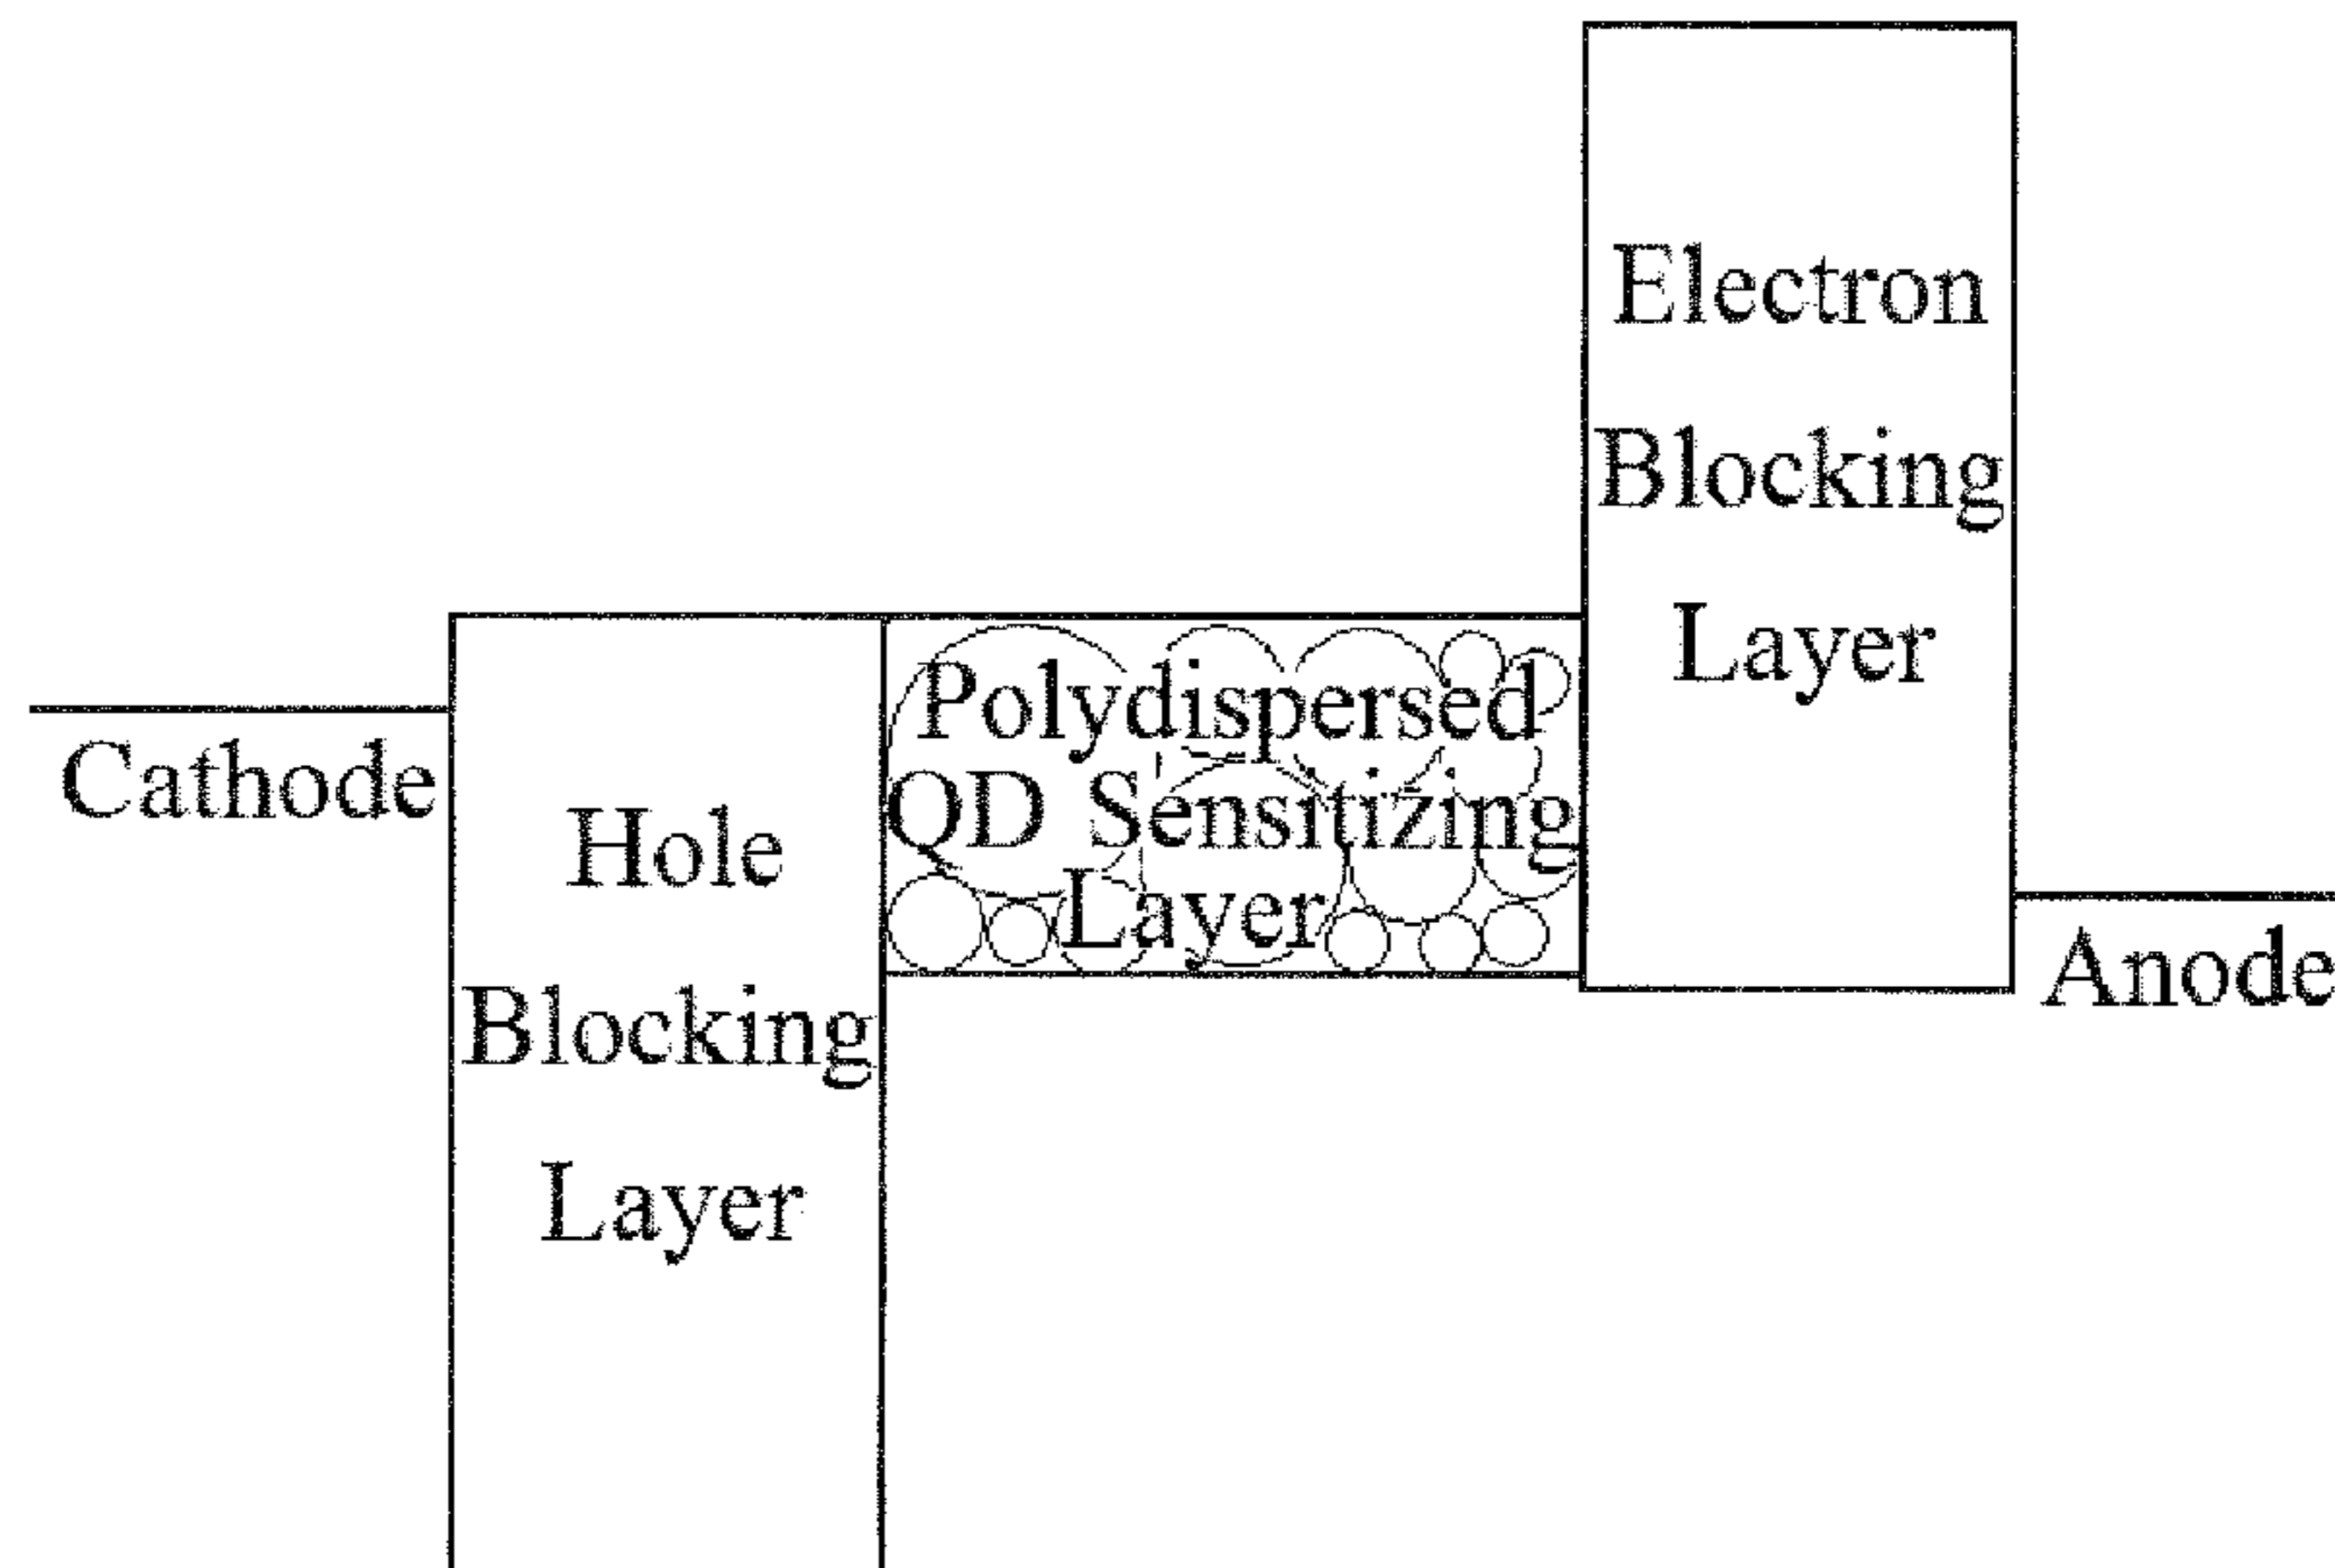 Cathode
Hole
Blocking
Layer
Polydispersed
QD Sensitizing
Layer
Electron
Blocking
Layer
Anode